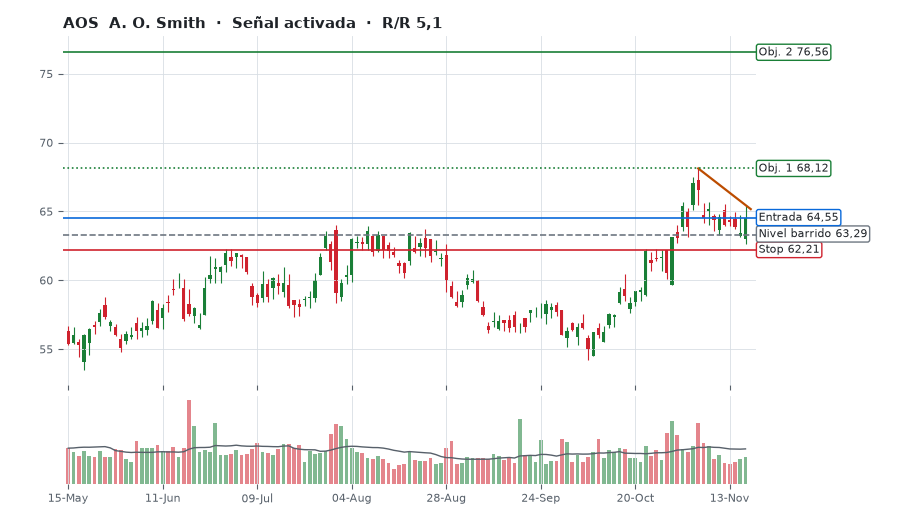 AOS A. O. Smith · Señal activada · R/R 5,1
Obj. 2 76,56
75
70
Obj. 1 68,12
65
Entrada 64,55
Nivel barrido 63,29
Stop 62,21
60
55
15-May 11-Jun 09-Jul 04-Aug 28-Aug 24-Sep 20-Oct 13-Nov